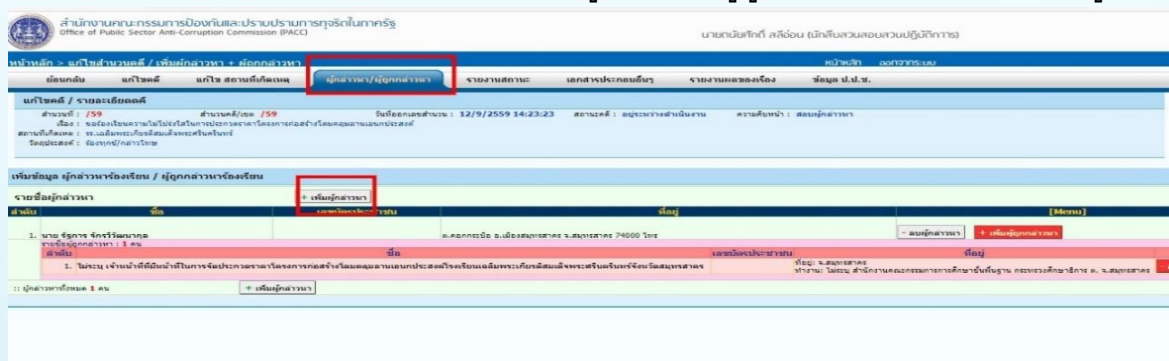 สำนักงานคณะกรรมการป้องกันและปราบปรามการทุจริตในภาครัฐ
Office of Public Sector Anti-Corruption Commission (PACC)
(นักสืบสวนสอบสวนปฏิบัติการ)
หน้าหลัก > แก้ไขสำนวนคดี / เพิ่มผู้กล่าวหา + ผู้ถูกกล่าวหา
หน้าหลัก ออกจากระบบ
ย้อนกลับ แก้ไขคดี แก้ไข สถานที่เกิดเหตุ ผู้กล่าวหา/ผู้ถูกกล่าวหา รายงานสถานะ เอกสารประกอบอื่นๆ รายงานผลของเรื่อง ข้อมูล ป.ป.ช.
แก้ไขคดี / รายละเอียดคดี
สำนวนที่ : /59 สำนวนคดี/เขต /59 วันที่ออกเลขสำนวน : 12/9/2559 14:23:23 สถานะคดี : อยู่ระหว่างดำเนินงาน ความคืบหน้า : สอบผู้กล่าวหา
เรื่อง : ขอร้องเรียนความไม่โปร่งใสในการประกวดราคาโครงการก่อสร้างโดมคลุมลานเอนกประสงค์
สถานที่เกิดเหตุ : รร.เฉลิมพระเกียรติสมเด็จพระศรีนครินทร์
วัตถุประสงค์ : ร้องทุกข์/กล่าวโทษ
เพิ่มข้อมูล ผู้กล่าวหาร้องเรียน / ผู้ถูกกล่าวหาร้องเรียน
รายชื่อผู้กล่าวหา + เพิ่มผู้กล่าวหา
ลำดับ ชื่อ เลขบัตรประชาชน ที่อยู่ [Menu]
1. นาย ต.คอกกระบือ อ.เมืองสมุทรสาคร จ.สมุทรสาคร 74000 โทร - ลบผู้กล่าวหา + เพิ่มผู้ถูกกล่าวหา
รายชื่อผู้ถูกกล่าวหา : 1 คน
ลำดับ ชื่อ เลขบัตรประชาชน ที่อยู่
ที่อยู่: จ.สมุทรสาคร
1. ไม่ระบุ เจ้าหน้าที่ที่มีหน้าที่ในการจัดประกวดราคาโครงการก่อสร้างโดมคลุมลานเอนกประสงค์โรงเรียนเฉลิมพระเกียรติสมเด็จพระศรีนครินทร์จังหวัดสมุทรสาคร ทำงาน: ไม่ระบุ สำนักงานคณะกรรมการการศึกษาขั้นพื้นฐาน กระทรวงศึกษาธิการ ต. จ.สมุทรสาคร
:: ผู้กล่าวหาทั้งหมด 1 คน + เพิ่มผู้กล่าวหา